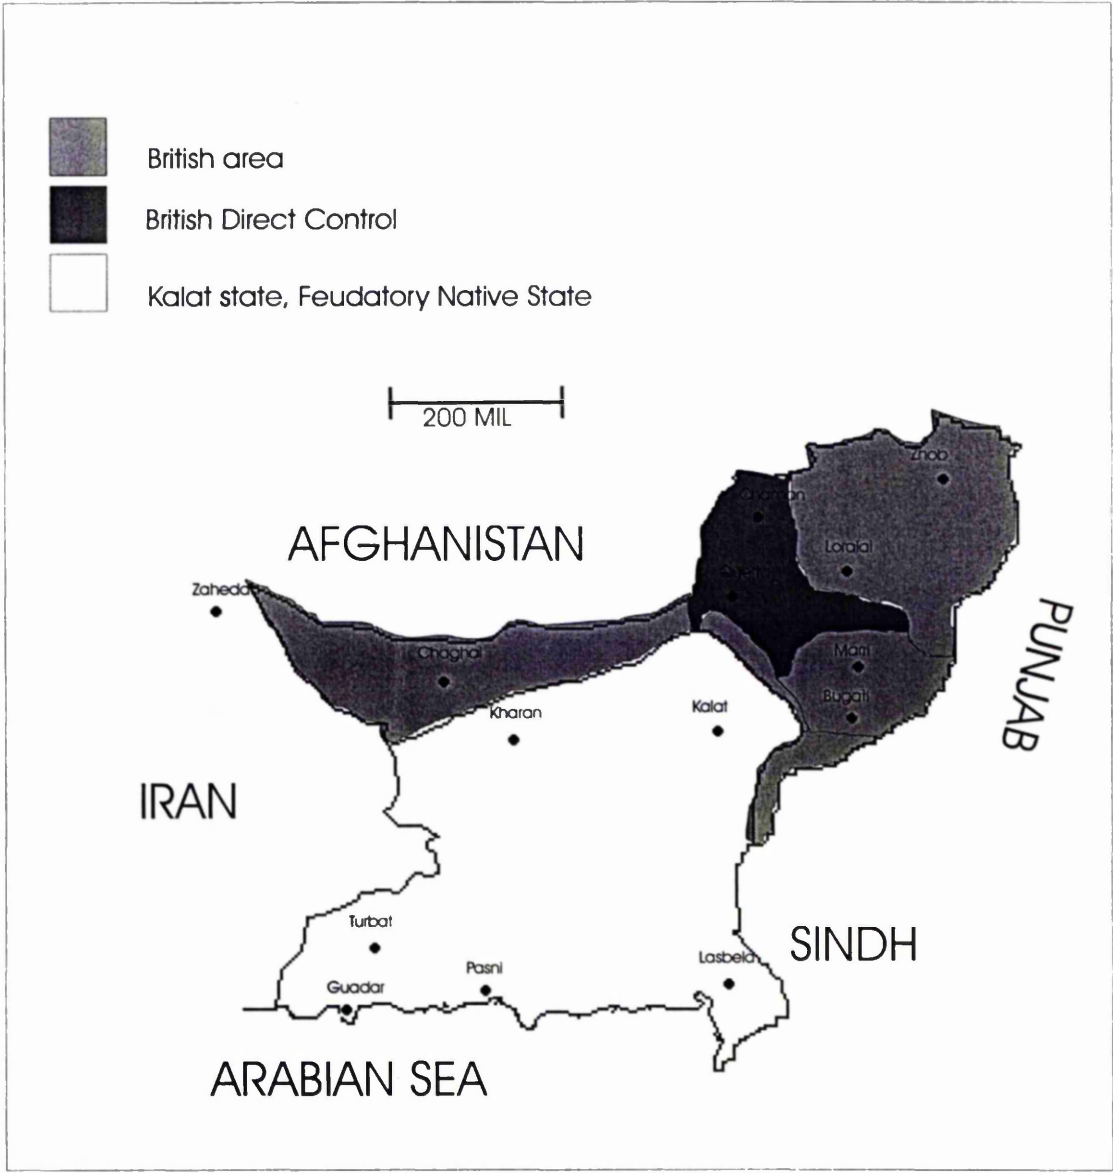 British area
British Direct Control
Kalat state, Feudatory Native State
200 MIL
Zhob
Chaman
AFGHANISTAN
Loralai
Zahedan
PUNJAB
Chaghai
Marri
Bugati
Kharan
Kalat
IRAN
Turbat
SINDH
Lasbela
Pasni
Guadar
ARABIAN SEA